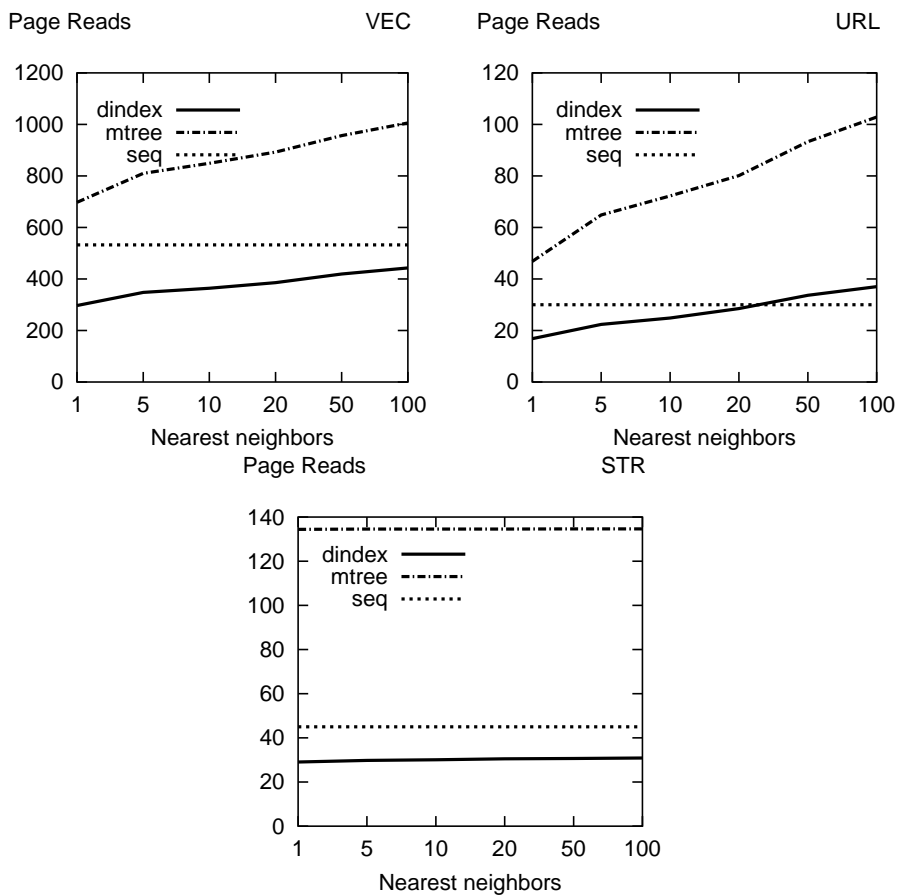 Page Reads VEC
1200
1000
800
600
400
200
0
dindex
mtree
seq
1 5 10 20 50 100
Nearest neighbors
Page Reads URL
120
100
80
60
40
20
0
dindex
mtree
seq
1 5 10 20 50 100
Nearest neighbors
Page Reads STR
140
120
100
80
60
40
20
0
dindex
mtree
seq
1 5 10 20 50 100
Nearest neighbors